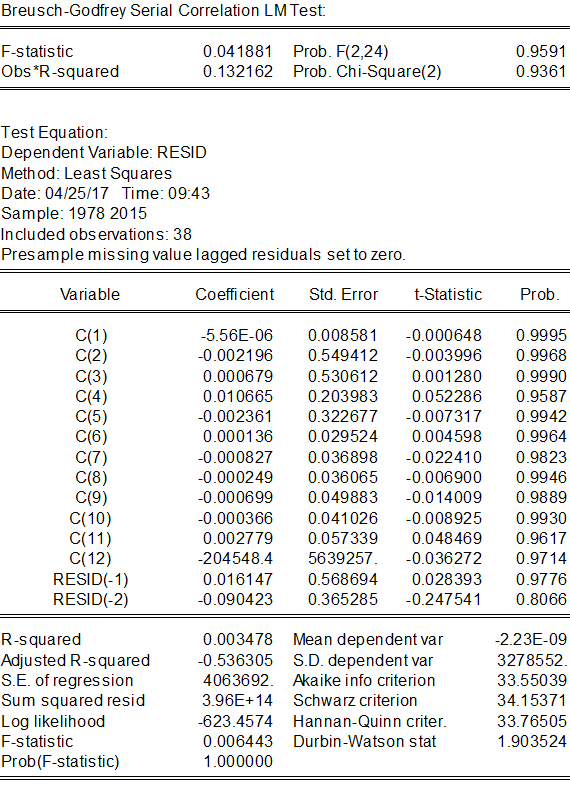 Breusch-Godfrey Serial Correlation LM Test:
F-statistic 0.041881 Prob. F(2,24) 0.9591
Obs*R-squared 0.132162 Prob. Chi-Square(2) 0.9361
Test Equation:
Dependent Variable: RESID
Method: Least Squares
Date: 04/25/17 Time: 09:43
Sample: 1978 2015
Included observations: 38
Presample missing value lagged residuals set to zero.
Variable Coefficient Std. Error t-Statistic Prob.
C(1) -5.56E-06 0.008581 -0.000648 0.9995
C(2) -0.002196 0.549412 -0.003996 0.9968
C(3) 0.000679 0.530612 0.001280 0.9990
C(4) 0.010665 0.203983 0.052286 0.9587
C(5) -0.002361 0.322677 -0.007317 0.9942
C(6) 0.000136 0.029524 0.004598 0.9964
C(7) -0.000827 0.036898 -0.022410 0.9823
C(8) -0.000249 0.036065 -0.006900 0.9946
C(9) -0.000699 0.049883 -0.014009 0.9889
C(10) -0.000366 0.041026 -0.008925 0.9930
C(11) 0.002779 0.057339 0.048469 0.9617
C(12) -204548.4 5639257. -0.036272 0.9714
RESID(-1) 0.016147 0.568694 0.028393 0.9776
RESID(-2) -0.090423 0.365285 -0.247541 0.8066
R-squared 0.003478 Mean dependent var -2.23E-09
Adjusted R-squared -0.536305 S.D. dependent var 3278552.
S.E. of regression 4063692. Akaike info criterion 33.55039
Sum squared resid 3.96E+14 Schwarz criterion 34.15371
Log likelihood -623.4574 Hannan-Quinn criter. 33.76505
F-statistic 0.006443 Durbin-Watson stat 1.903524
Prob(F-statistic) 1.000000